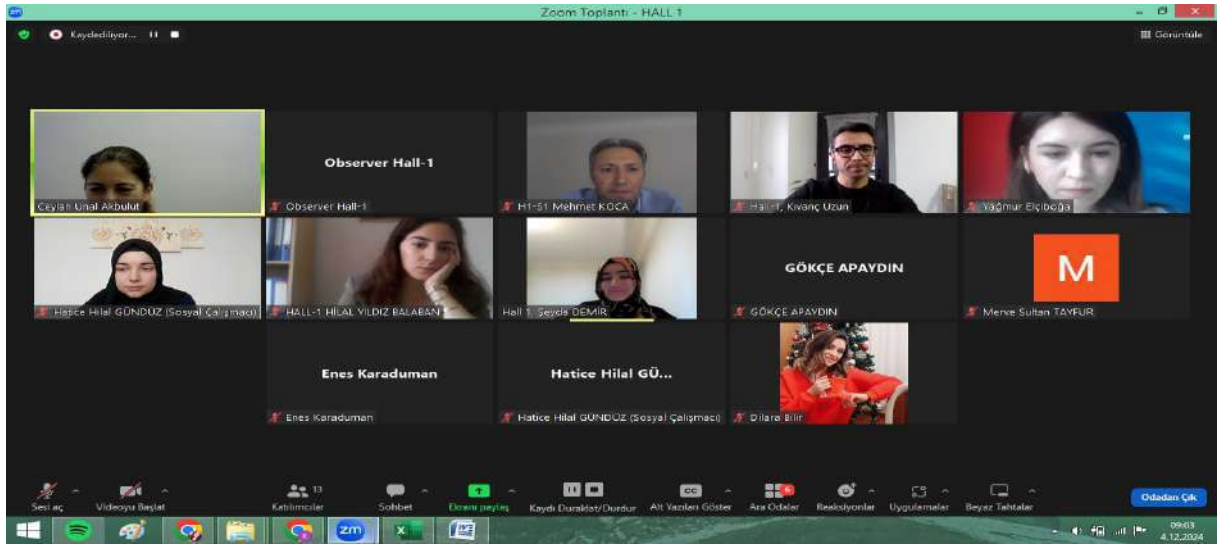 Zoom Toplantı - HALL 1
Kaydediliyor...
Görüntüle
Ceylan Ünal Akbulut
Observer Hall-1
Observer Hall-1
H1-S1 Mehmet KOCA
Hall-1, Kıvanç Uzun
Yağmur Elçiboğa
Hatice Hilal GÜNDÜZ (Sosyal Çalışmacı)
HALL-1 HİLAL YILDIZ BALABAN
Hall 1. Şeyda DEMİR
GÖKÇE APAYDIN
GÖKÇE APAYDIN
M
Merve Sultan TAYFUR
Enes Karaduman
Enes Karaduman
Hatice Hilal GÜ...
Hatice Hilal GÜNDÜZ (Sosyal Çalışmacı)
Dilara Bilir
Sesi aç
Videoyu Başlat
13
Katılımcılar
Sohbet
Ekranı paylaş
Kaydı Duraklat/Durdur
CC
Alt Yazıları Göster
Ara Odalar
Reaksiyonlar
Uygulamalar
Beyaz Tahtalar
Odadan Çık
zm
09:03
4.12.2024